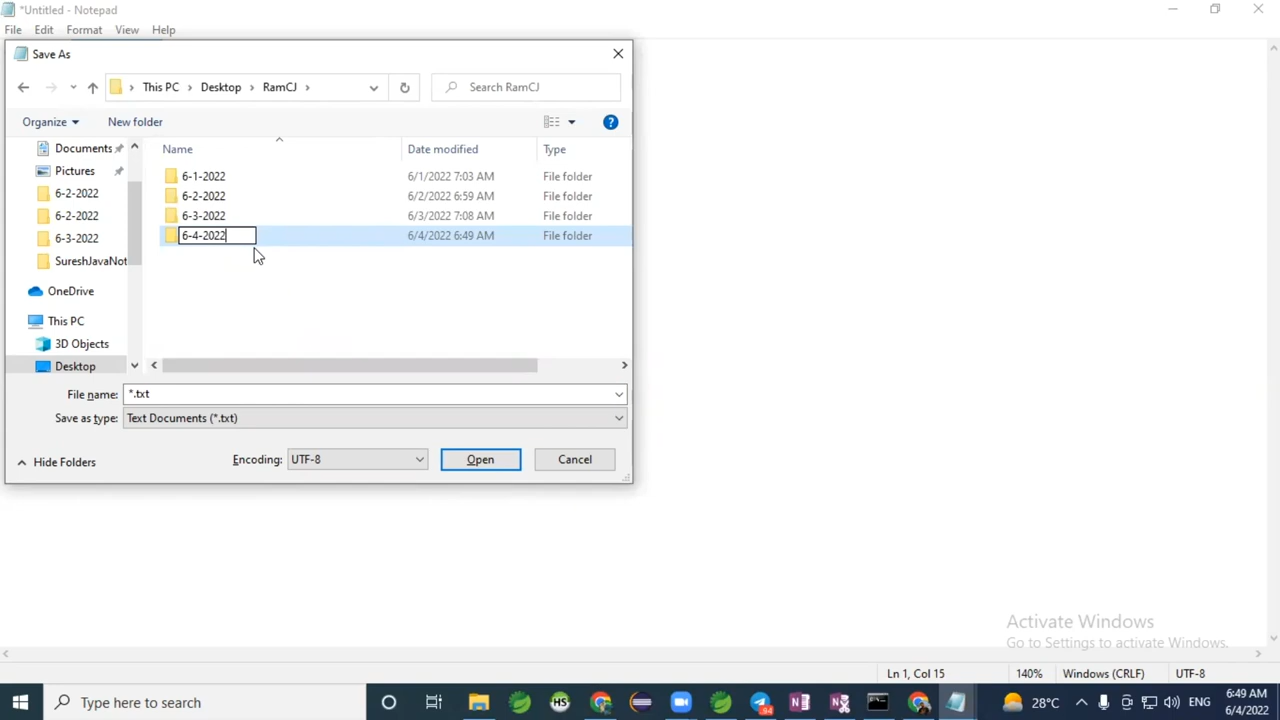 *Untitled - Notepad
File Edit Format View Help
Save As
This PC Desktop RamCJ
Search RamCJ
Organize New folder
Name Date modified Type
Documents
Pictures
6-2-2022
6-2-2022
6-3-2022
SureshJavaNot
OneDrive
This PC
3D Objects
Desktop
6-1-2022 6/1/2022 7:03 AM File folder
6-2-2022 6/2/2022 6:59 AM File folder
6-3-2022 6/3/2022 7:08 AM File folder
6-4-2022 6/4/2022 6:49 AM File folder
File name: *.txt
Save as type: Text Documents (*.txt)
Hide Folders
Encoding: UTF-8
Open Cancel
Activate Windows
Go to Settings to activate Windows.
Ln 1, Col 15 140% Windows (CRLF) UTF-8
Type here to search
HS
94
28°C
ENG
6:49 AM
6/4/2022